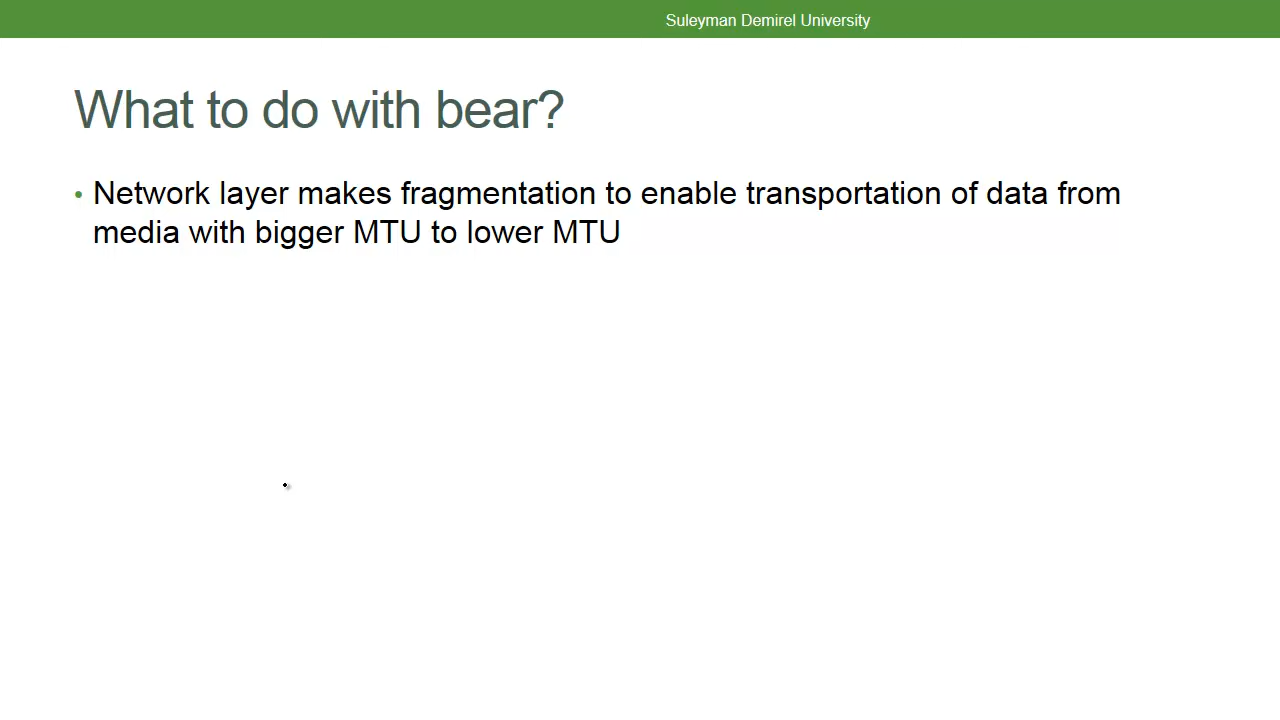 Suleyman Demirel University
What to do with bear?
• Network layer makes fragmentation to enable transportation of data from
media with bigger MTU to lower MTU